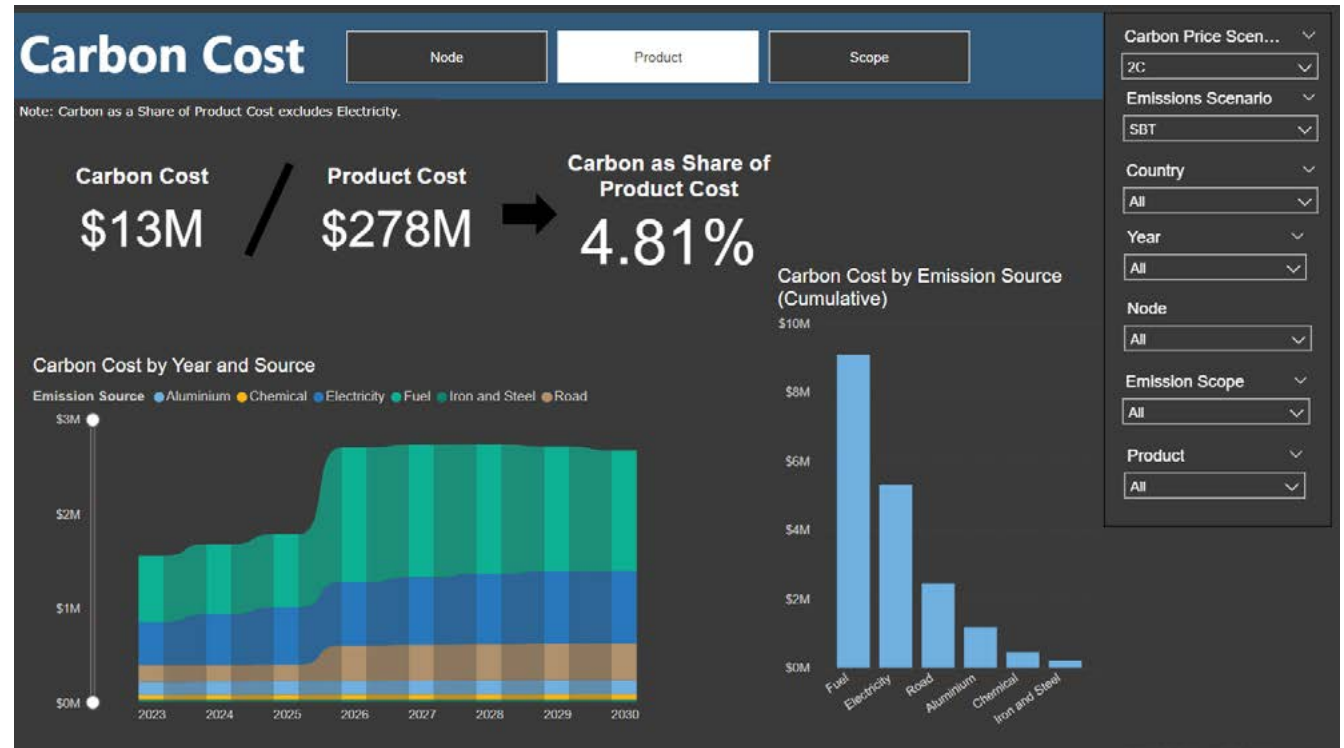 Carbon Cost
Node
Product
Scope
Note: Carbon as a Share of Product Cost excludes Electricity.
Carbon Cost
$13M
Product Cost
$278M
Carbon as Share of
Product Cost
4.81%
Carbon Cost by Year and Source
Emission Source Aluminium Chemical Electricity Fuel Iron and Steel Road
$3M
$2M
$1M
$0M
2023 2024 2025 2026 2027 2028 2029 2030
Carbon Cost by Emission Source
(Cumulative)
$10M
$8M
$6M
$4M
$2M
$0M
Fuel Electricity Road Aluminium Chemical Iron and Steel
Carbon Price Scen...
2C
Emissions Scenario
SBT
Country
All
Year
All
Node
All
Emission Scope
All
Product
All